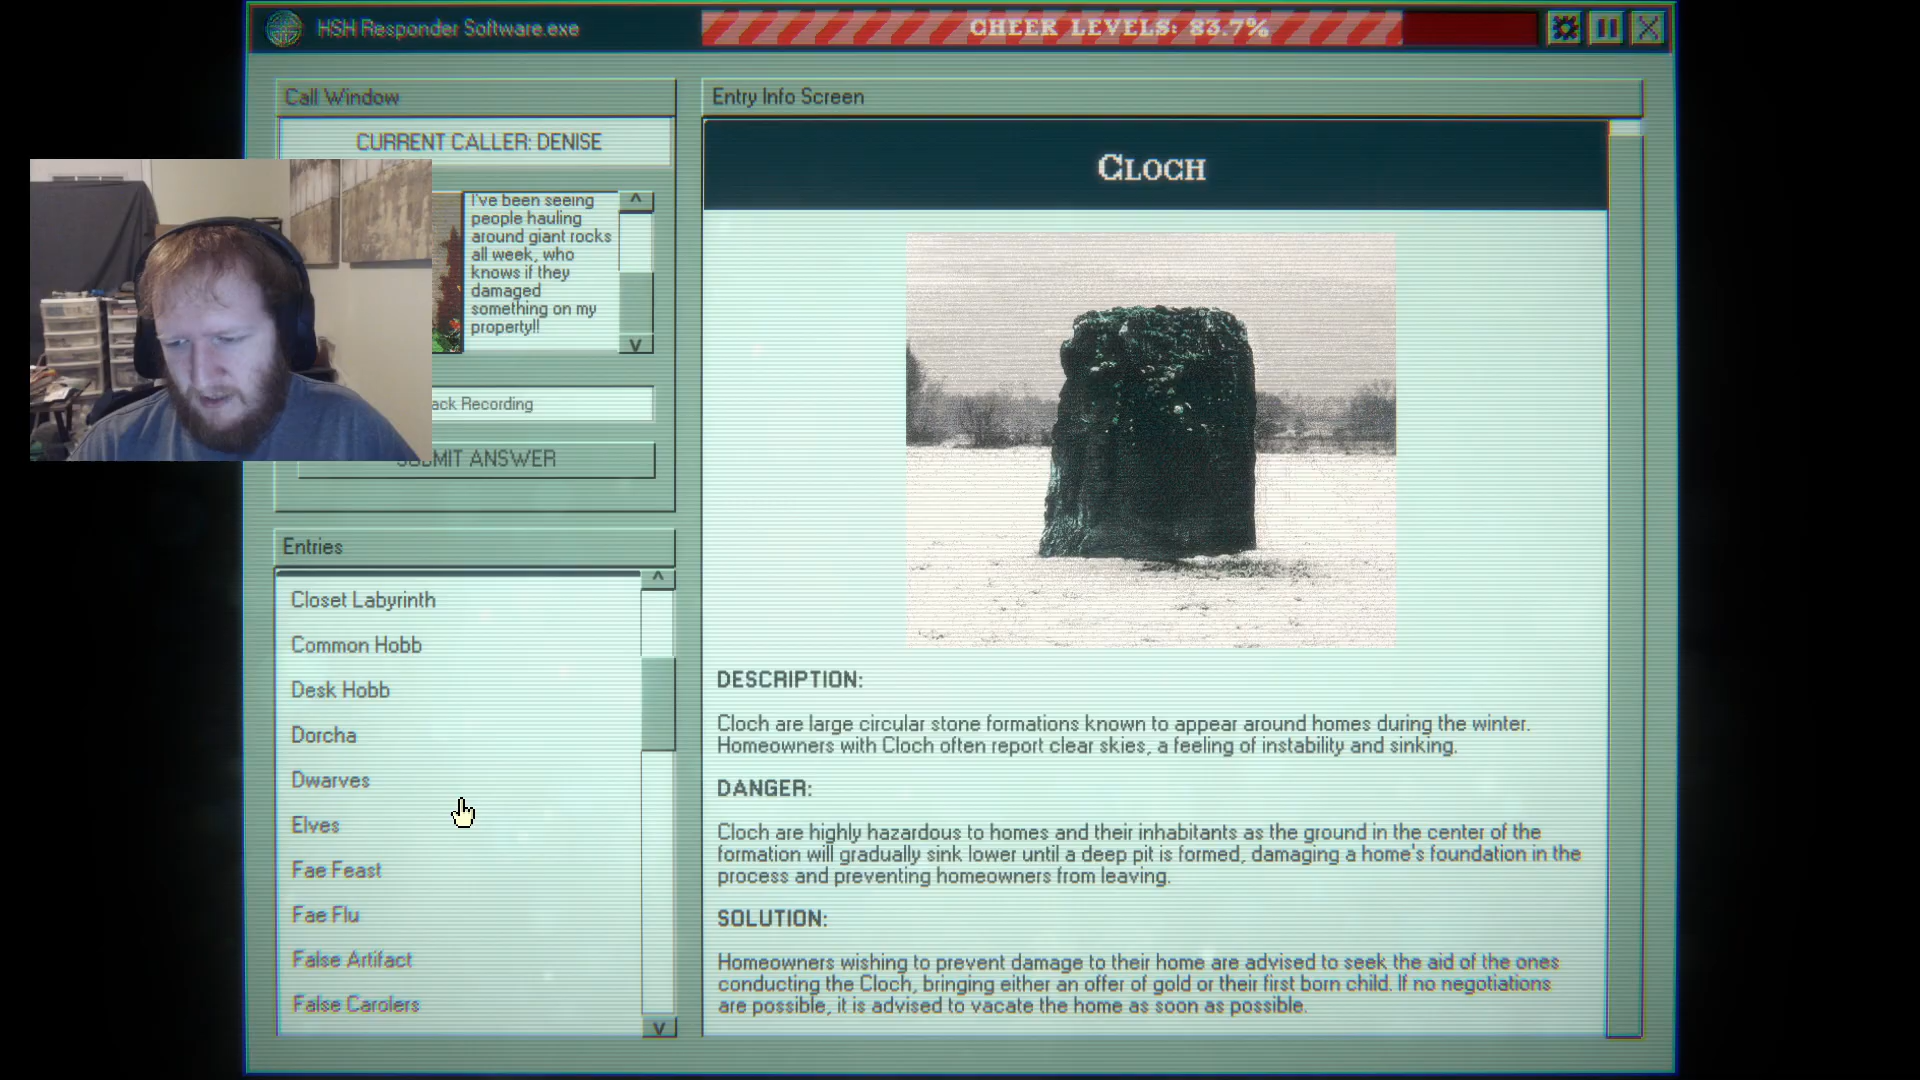 HSH Responder Software.exe
CHEER LEVELS: 83.7%
Call Window
CURRENT CALLER: DENISE
I've been seeing
people hauling
around giant rocks
all week, who
knows if they
damaged
something on my
property!!
ack Recording
SUBMIT ANSWER
Entries
Closet Labyrinth
Common Hobb
Desk Hobb
Dorcha
Dwarves
Elves
Fae Feast
Fae Flu
False Artifact
False Carolers
Entry Info Screen
CLOCH
DESCRIPTION:
Cloch are large circular stone formations known to appear around homes during the winter.
Homeowners with Cloch often report clear skies, a feeling of instability and sinking.
DANGER:
Cloch are highly hazardous to homes and their inhabitants as the ground in the center of the
formation will gradually sink lower until a deep pit is formed, damaging a home's foundation in the
process and preventing homeowners from leaving.
SOLUTION:
Homeowners wishing to prevent damage to their home are advised to seek the aid of the ones
conducting the Cloch, bringing either an offer of gold or their first born child. If no negotiations
are possible, it is advised to vacate the home as soon as possible.